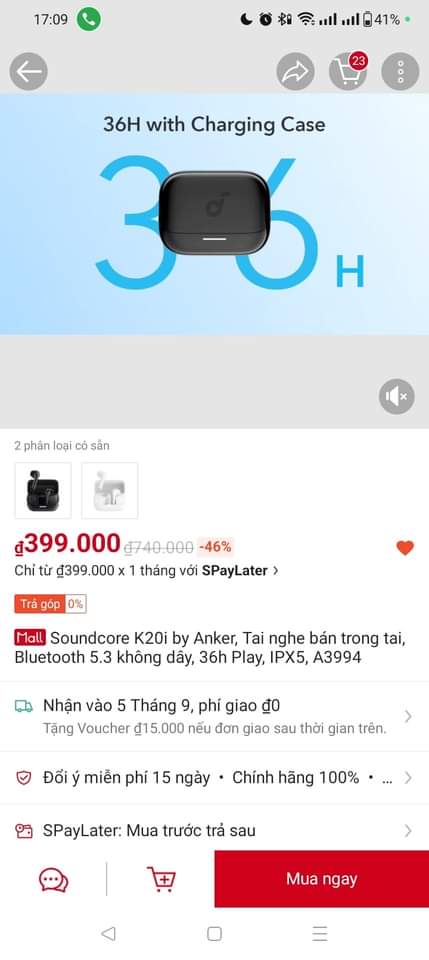 17:09
41%
23
36H with Charging Case
36
H
2 phân loại có sẵn
₫399.000 ₫740.000 -46%
Chỉ từ ₫399.000 x 1 tháng với SPayLater
Trả góp 0%
Mall Soundcore K20i by Anker, Tai nghe bán trong tai,
Bluetooth 5.3 không dây, 36h Play, IPX5, A3994
Nhận vào 5 Tháng 9, phí giao ₫0
Tặng Voucher ₫15.000 nếu đơn giao sau thời gian trên.
Đổi ý miễn phí 15 ngày • Chính hãng 100% • ...
SPayLater: Mua trước trả sau
Mua ngay